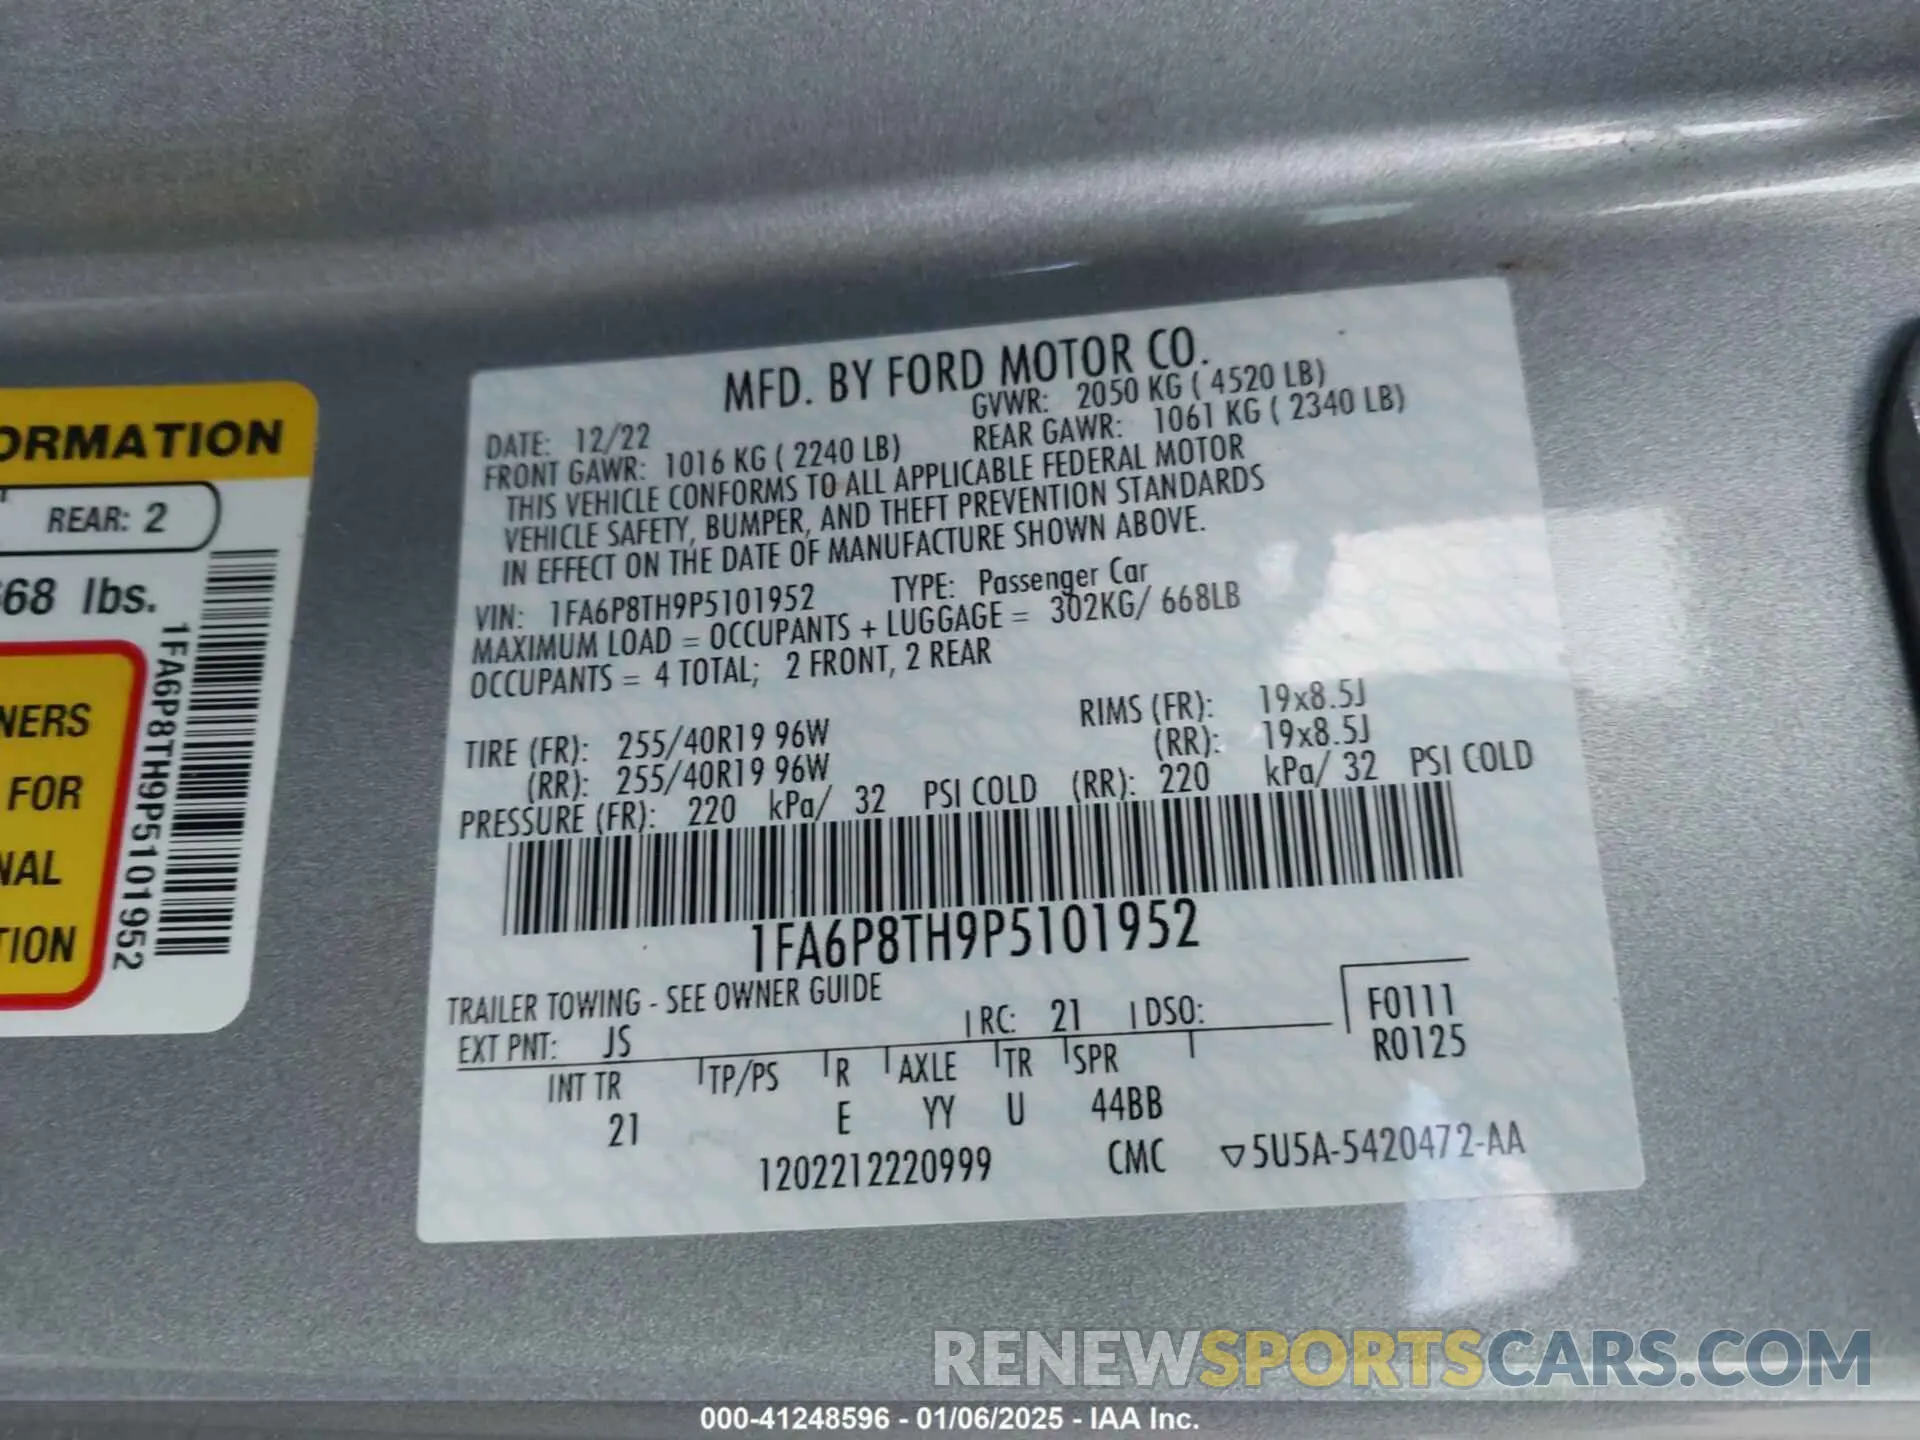 ORMATION
REAR: 2
68 lbs.
NERS
FOR
NAL
TION
1FA6P8TH9P5101952
MFD. BY FORD MOTOR CO.
DATE: 12/22 GVWR: 2050 KG ( 4520 LB)
FRONT GAWR: 1016 KG ( 2240 LB) REAR GAWR: 1061 KG ( 2340 LB)
THIS VEHICLE CONFORMS TO ALL APPLICABLE FEDERAL MOTOR
VEHICLE SAFETY, BUMPER, AND THEFT PREVENTION STANDARDS
IN EFFECT ON THE DATE OF MANUFACTURE SHOWN ABOVE.
VIN: 1FA6P8TH9P5101952 TYPE: Passenger Car
MAXIMUM LOAD = OCCUPANTS + LUGGAGE = 302KG/ 668LB
OCCUPANTS = 4 TOTAL; 2 FRONT, 2 REAR
TIRE (FR): 255/40R19 96W RIMS (FR): 19x8.5J
(RR): 255/40R19 96W (RR): 19x8.5J
PRESSURE (FR): 220 kPa/ 32 PSI COLD (RR): 220 kPa/ 32 PSI COLD
1FA6P8TH9P5101952
TRAILER TOWING - SEE OWNER GUIDE
EXT PNT: JS RC: 21 DSO: F0111
R0125
INT TR TP/PS R AXLE TR SPR
21 E YY U 44BB
1202212220999 CMC ▽5U5A-5420472-AA
RENEWSPORTSCARS.COM
000-41248596 - 01/06/2025 - IAA Inc.